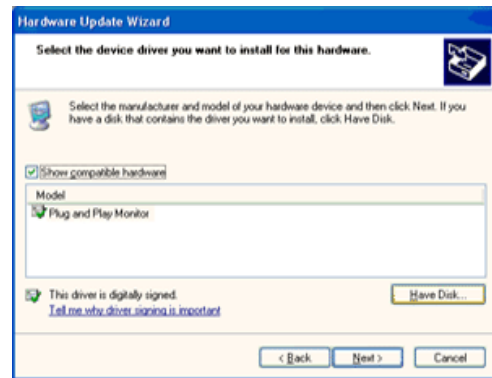 Hardware Update Wizard
Select the device driver you want to install for this hardware.
Select the manufacturer and model of your hardware device and then click Next. If you
have a disk that contains the driver you want to install, click Have Disk.
Show compatible hardware
Model
Plug and Play Monitor
This driver is digitally signed.
Have Disk...
Tell me why driver signing is important
< Back
Next >
Cancel